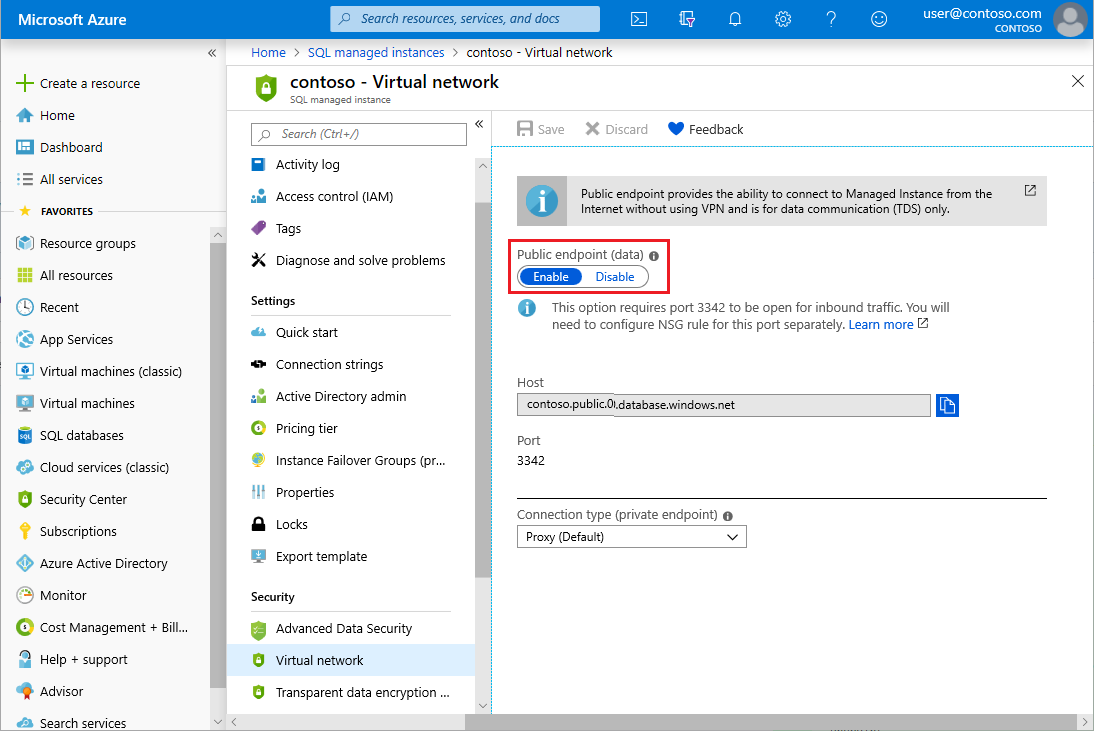 Microsoft Azure
Search resources, services, and docs
user@contoso.com
CONTOSO
Create a resource
Home
Dashboard
All services
FAVORITES
Resource groups
All resources
Recent
App Services
Virtual machines (classic)
Virtual machines
SQL databases
Cloud services (classic)
Security Center
Subscriptions
Azure Active Directory
Monitor
Cost Management + Bill...
Help + support
Advisor
Search services
Home > SQL managed instances > contoso - Virtual network
contoso - Virtual network
SQL managed instance
Search (Ctrl+/)
Activity log
Access control (IAM)
Tags
Diagnose and solve problems
Settings
Quick start
Connection strings
Active Directory admin
Pricing tier
Instance Failover Groups (pr...
Properties
Locks
Export template
Security
Advanced Data Security
Virtual network
Transparent data encryption ...
Save Discard Feedback
Public endpoint provides the ability to connect to Managed Instance from the
Internet without using VPN and is for data communication (TDS) only.
Public endpoint (data)
Enable Disable
This option requires port 3342 to be open for inbound traffic. You will
need to configure NSG rule for this port separately. Learn more
Host
contoso.public.0 .database.windows.net
Port
3342
Connection type (private endpoint)
Proxy (Default)